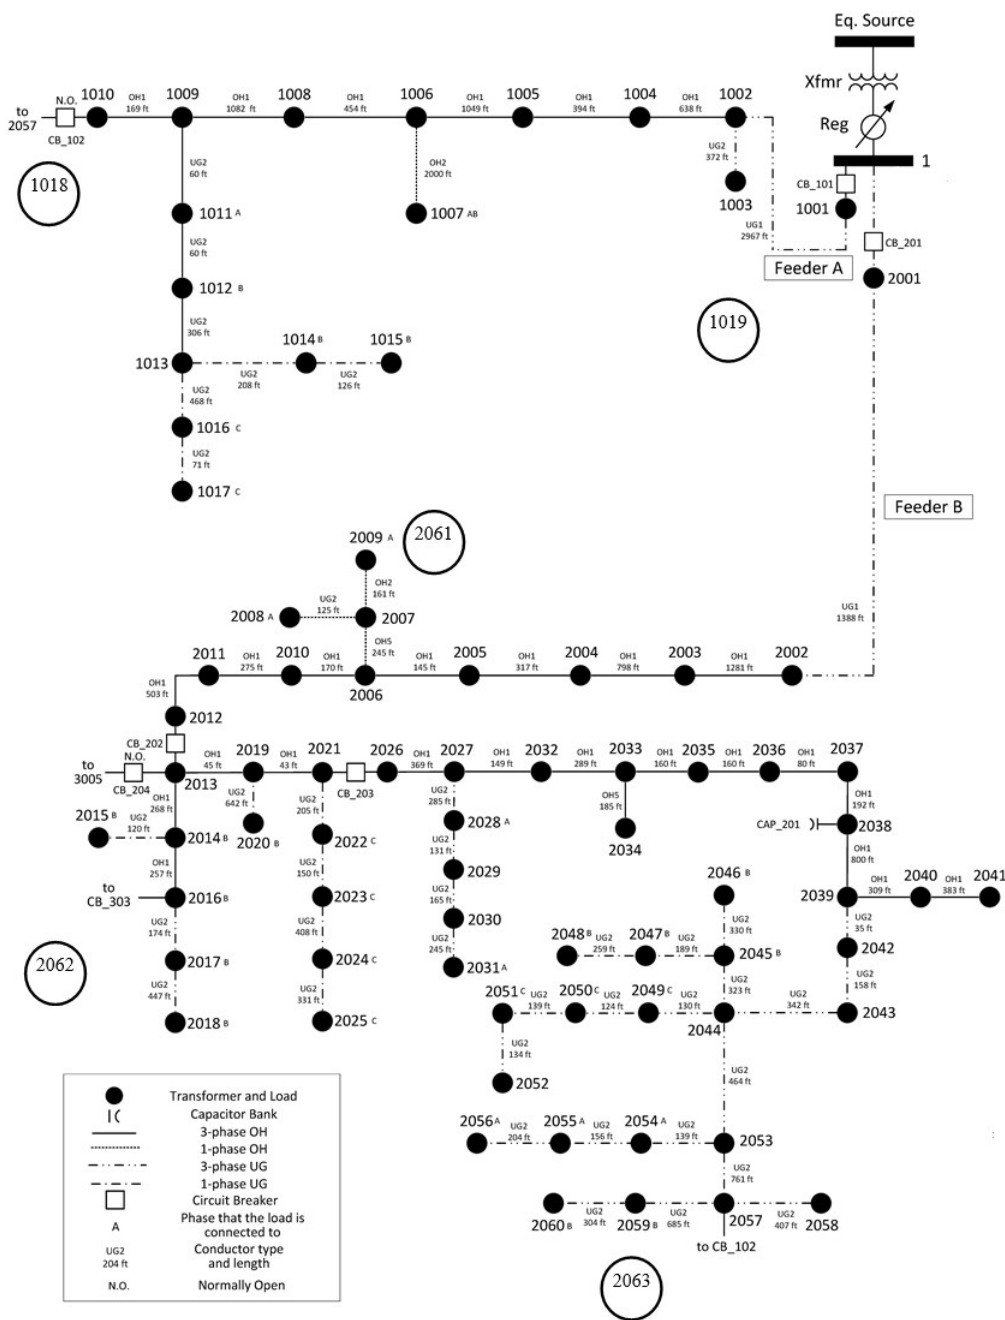 Eq. Source
Xfmr
Reg
1
CB_101
1001
CB_201
2001
Feeder A
Feeder B
to
2057
N.O.
CB_102
1010
OH1
169 ft
1009
OH1
1082 ft
1008
OH1
454 ft
1006
OH1
1049 ft
1005
OH1
394 ft
1004
OH1
638 ft
1002
UG2
372 ft
1003
UG1
2967 ft
OH2
2000 ft
1007 AB
1018
UG2
60 ft
1011 A
UG2
60 ft
1012 B
UG2
306 ft
1013
UG2
208 ft
1014 B
UG2
126 ft
1015 B
UG2
468 ft
1016 C
UG2
71 ft
1017 C
1019
2061
2009 A
OH2
161 ft
2008 A
UG2
125 ft
2007
OH5
245 ft
UG1
1388 ft
2011
OH1
275 ft
2010
OH1
170 ft
2006
OH1
145 ft
2005
OH1
317 ft
2004
OH1
798 ft
2003
OH1
1281 ft
2002
OH1
503 ft
2012
CB_202
to
3005
N.O.
CB_204
2013
OH1
45 ft
2019
OH1
43 ft
2021
CB_203
2026
OH1
369 ft
2027
OH1
149 ft
2032
OH1
289 ft
2033
OH1
160 ft
2035
OH1
160 ft
2036
OH1
80 ft
2037
OH1
268 ft
UG2
642 ft
2020 B
UG2
205 ft
UG2
285 ft
OH5
185 ft
2034
OH1
192 ft
2015 B
UG2
120 ft
2014 B
2022 C
2028 A
CAP_201
2038
OH1
257 ft
UG2
150 ft
UG2
131 ft
2029
OH1
800 ft
to
CB_303
2016 B
2023 C
UG2
165 ft
2030
2046 B
2039
OH1
309 ft
2040
OH1
383 ft
2041
UG2
174 ft
UG2
408 ft
UG2
245 ft
2031 A
UG2
330 ft
UG2
35 ft
2062
2017 B
2024 C
2048 B
UG2
259 ft
2047 B
UG2
189 ft
2045 B
2042
UG2
447 ft
UG2
331 ft
UG2
323 ft
UG2
158 ft
2018 B
2025 C
2051 C
UG2
139 ft
2050 C
UG2
124 ft
2049 C
UG2
130 ft
2044
UG2
342 ft
2043
UG2
134 ft
2052
UG2
464 ft
2056 A
UG2
204 ft
2055 A
UG2
156 ft
2054 A
UG2
139 ft
2053
UG2
761 ft
2060 B
UG2
304 ft
2059 B
UG2
685 ft
2057
UG2
407 ft
2058
to CB_102
2063
Transformer and Load
Capacitor Bank
3-phase OH
1-phase OH
3-phase UG
1-phase UG
Circuit Breaker
A
Phase that the load is
connected to
UG2
204 ft
Conductor type
and length
N.O.
Normally Open